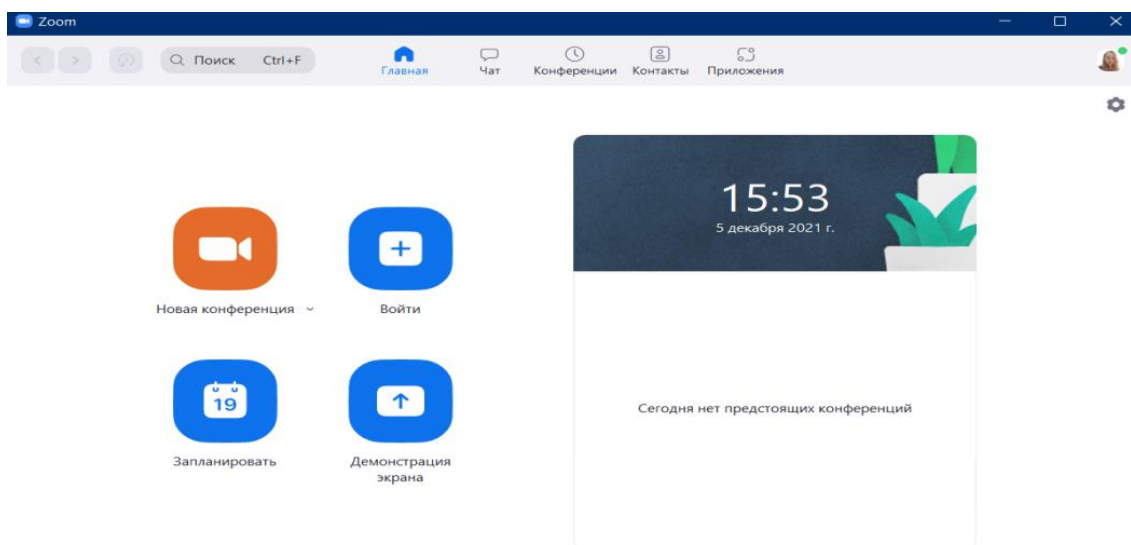 Zoom
Поиск Ctrl+F
Главная
Чат
Конференции
Контакты
Приложения
15:53
5 декабря 2021 г.
Новая конференция
Войти
19
Запланировать
Демонстрация
экрана
Сегодня нет предстоящих конференций